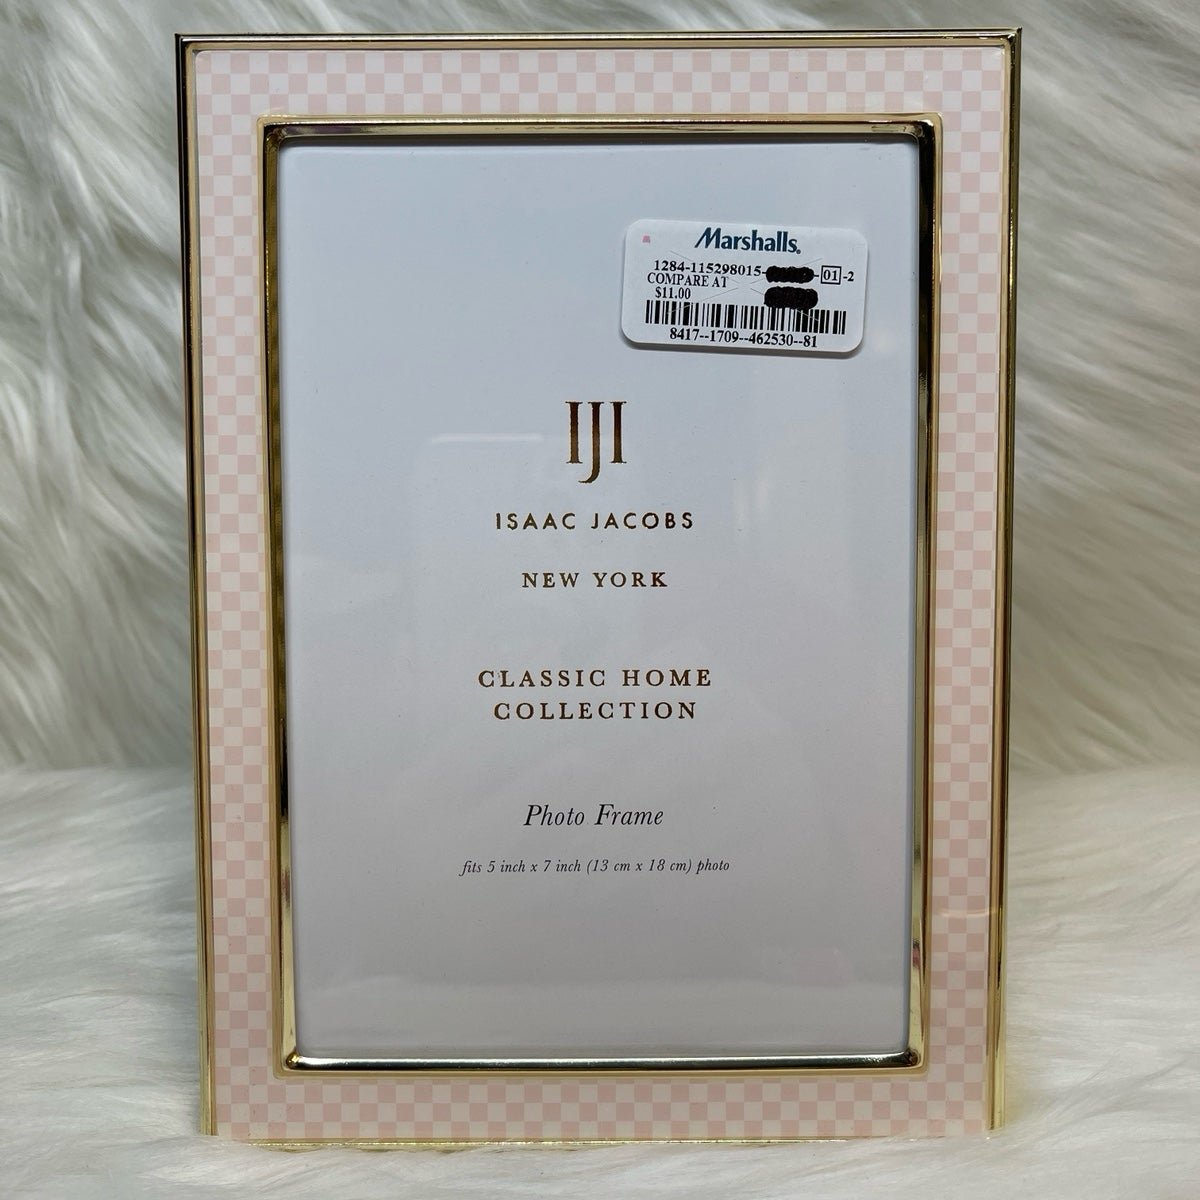 Marshalls.
1284-115298015- -01-2
COMPARE AT
$11.00
8417--1709--462530--81
IJI
ISAAC JACOBS
NEW YORK
CLASSIC HOME
COLLECTION
Photo Frame
fits 5 inch x 7 inch (13 cm x 18 cm) photo